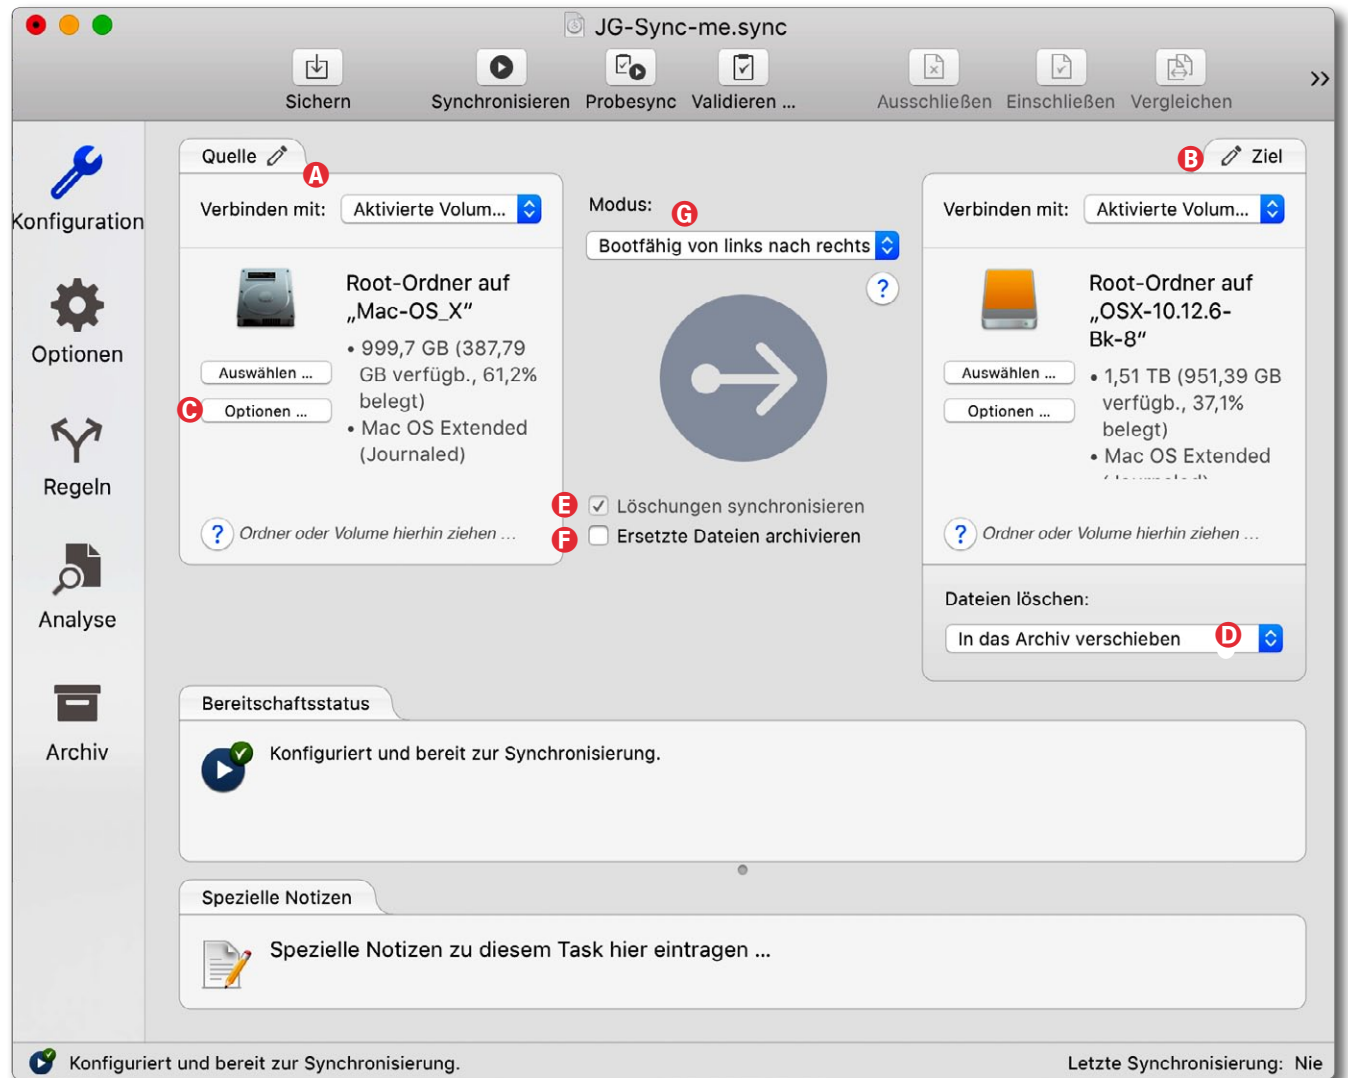 JG-Sync-me.sync
Sichern
Synchronisieren
Probesync
Validieren ...
Ausschließen
Einschließen
Vergleichen
»
Konfiguration
Optionen
Regeln
Analyse
Archiv
Quelle
A
Verbinden mit:
Aktivierte Volum...
Root-Ordner auf
„Mac-OS_X“
• 999,7 GB (387,79
GB verfügb., 61,2%
belegt)
• Mac OS Extended
(Journaled)
Auswählen ...
C
Optionen ...
? Ordner oder Volume hierhin ziehen ...
Modus:
G
Bootfähig von links nach rechts
?
E
Löschungen synchronisieren
F
Ersetzte Dateien archivieren
B
Ziel
Verbinden mit:
Aktivierte Volum...
Root-Ordner auf
„OSX-10.12.6-
Bk-8“
• 1,51 TB (951,39 GB
verfügb., 37,1%
belegt)
• Mac OS Extended
Auswählen ...
Optionen ...
? Ordner oder Volume hierhin ziehen ...
Dateien löschen:
In das Archiv verschieben
D
Bereitschaftsstatus
Konfiguriert und bereit zur Synchronisierung.
Spezielle Notizen
Spezielle Notizen zu diesem Task hier eintragen ...
Konfiguriert und bereit zur Synchronisierung.
Letzte Synchronisierung: Nie